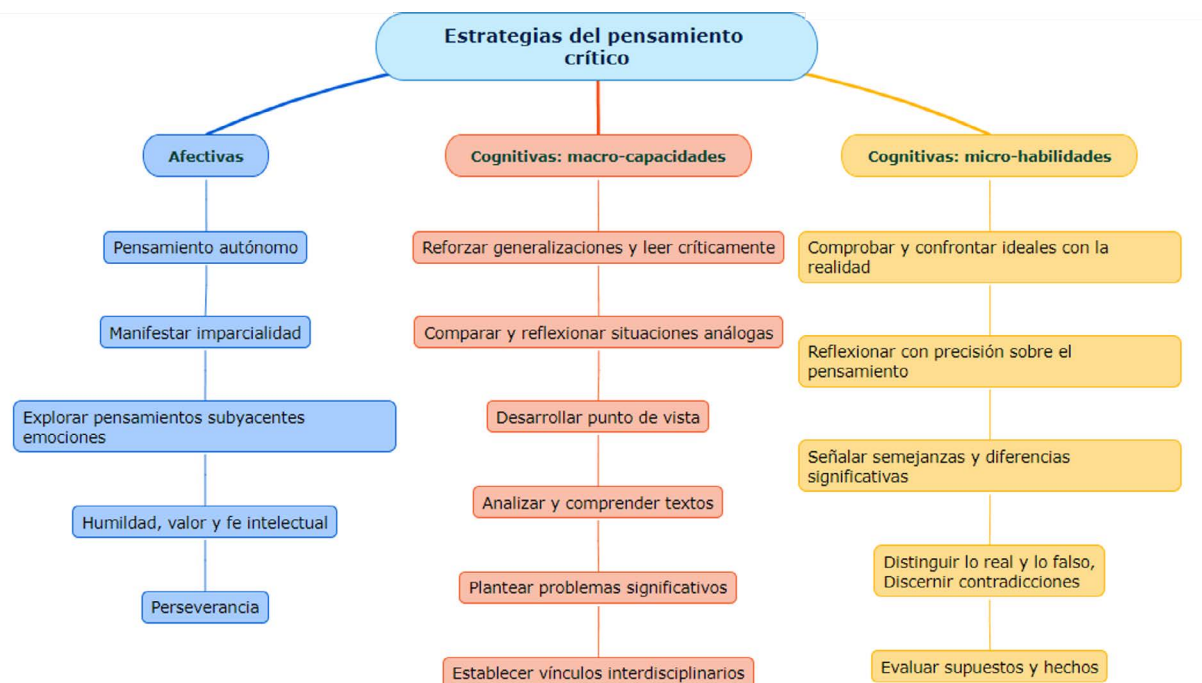 Estrategias del pensamiento
crítico
Afectivas
Pensamiento autónomo
Manifestar imparcialidad
Explorar pensamientos subyacentes
emociones
Humildad, valor y fe intelectual
Perseverancia
Cognitivas: macro-capacidades
Reforzar generalizaciones y leer críticamente
Comparar y reflexionar situaciones análogas
Desarrollar punto de vista
Analizar y comprender textos
Plantear problemas significativos
Establecer vínculos interdisciplinarios
Cognitivas: micro-habilidades
Comprobar y confrontar ideales con la
realidad
Reflexionar con precisión sobre el
pensamiento
Señalar semejanzas y diferencias
significativas
Distinguir lo real y lo falso,
Discernir contradicciones
Evaluar supuestos y hechos